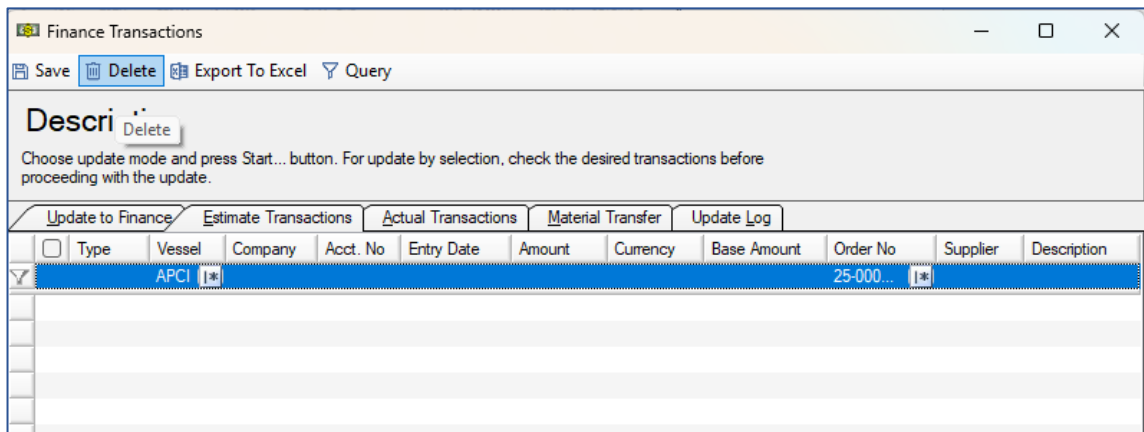 Finance Transactions
Save Delete Export To Excel Query
Descri
Delete
Choose update mode and press Start... button. For update by selection, check the desired transactions before
proceeding with the update.
Update to Finance Estimate Transactions Actual Transactions Material Transfer Update Log
Type Vessel Company Acct. No Entry Date Amount Currency Base Amount Order No Supplier Description
APCI |* 25-000... |*